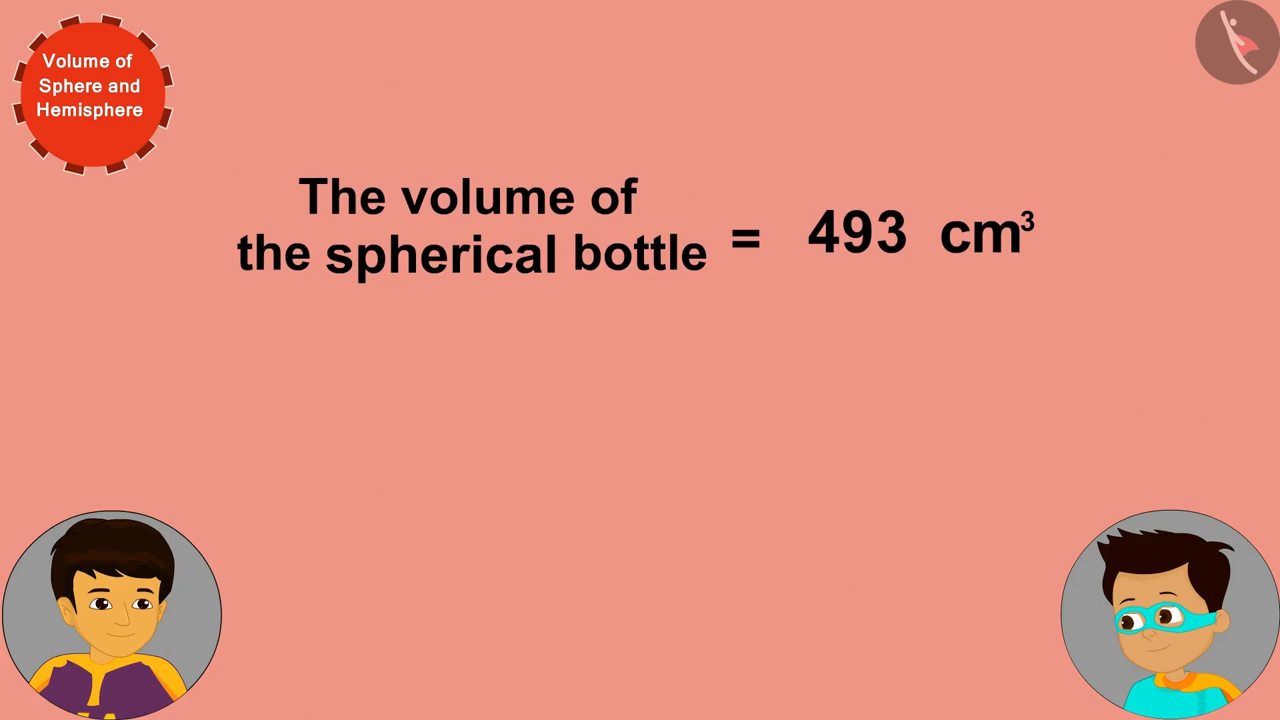 Volume of
Sphere and
Hemisphere
The volume of
the spherical bottle = 493 cm³